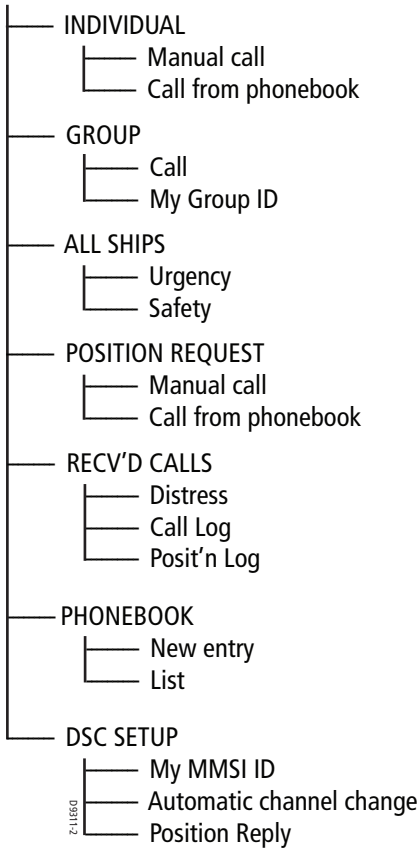 INDIVIDUAL
Manual call
Call from phonebook
GROUP
Call
My Group ID
ALL SHIPS
Urgency
Safety
POSITION REQUEST
Manual call
Call from phonebook
RECV'D CALLS
Distress
Call Log
Posit'n Log
PHONEBOOK
New entry
List
DSC SETUP
My MMSI ID
Automatic channel change
Position Reply
D9311-2